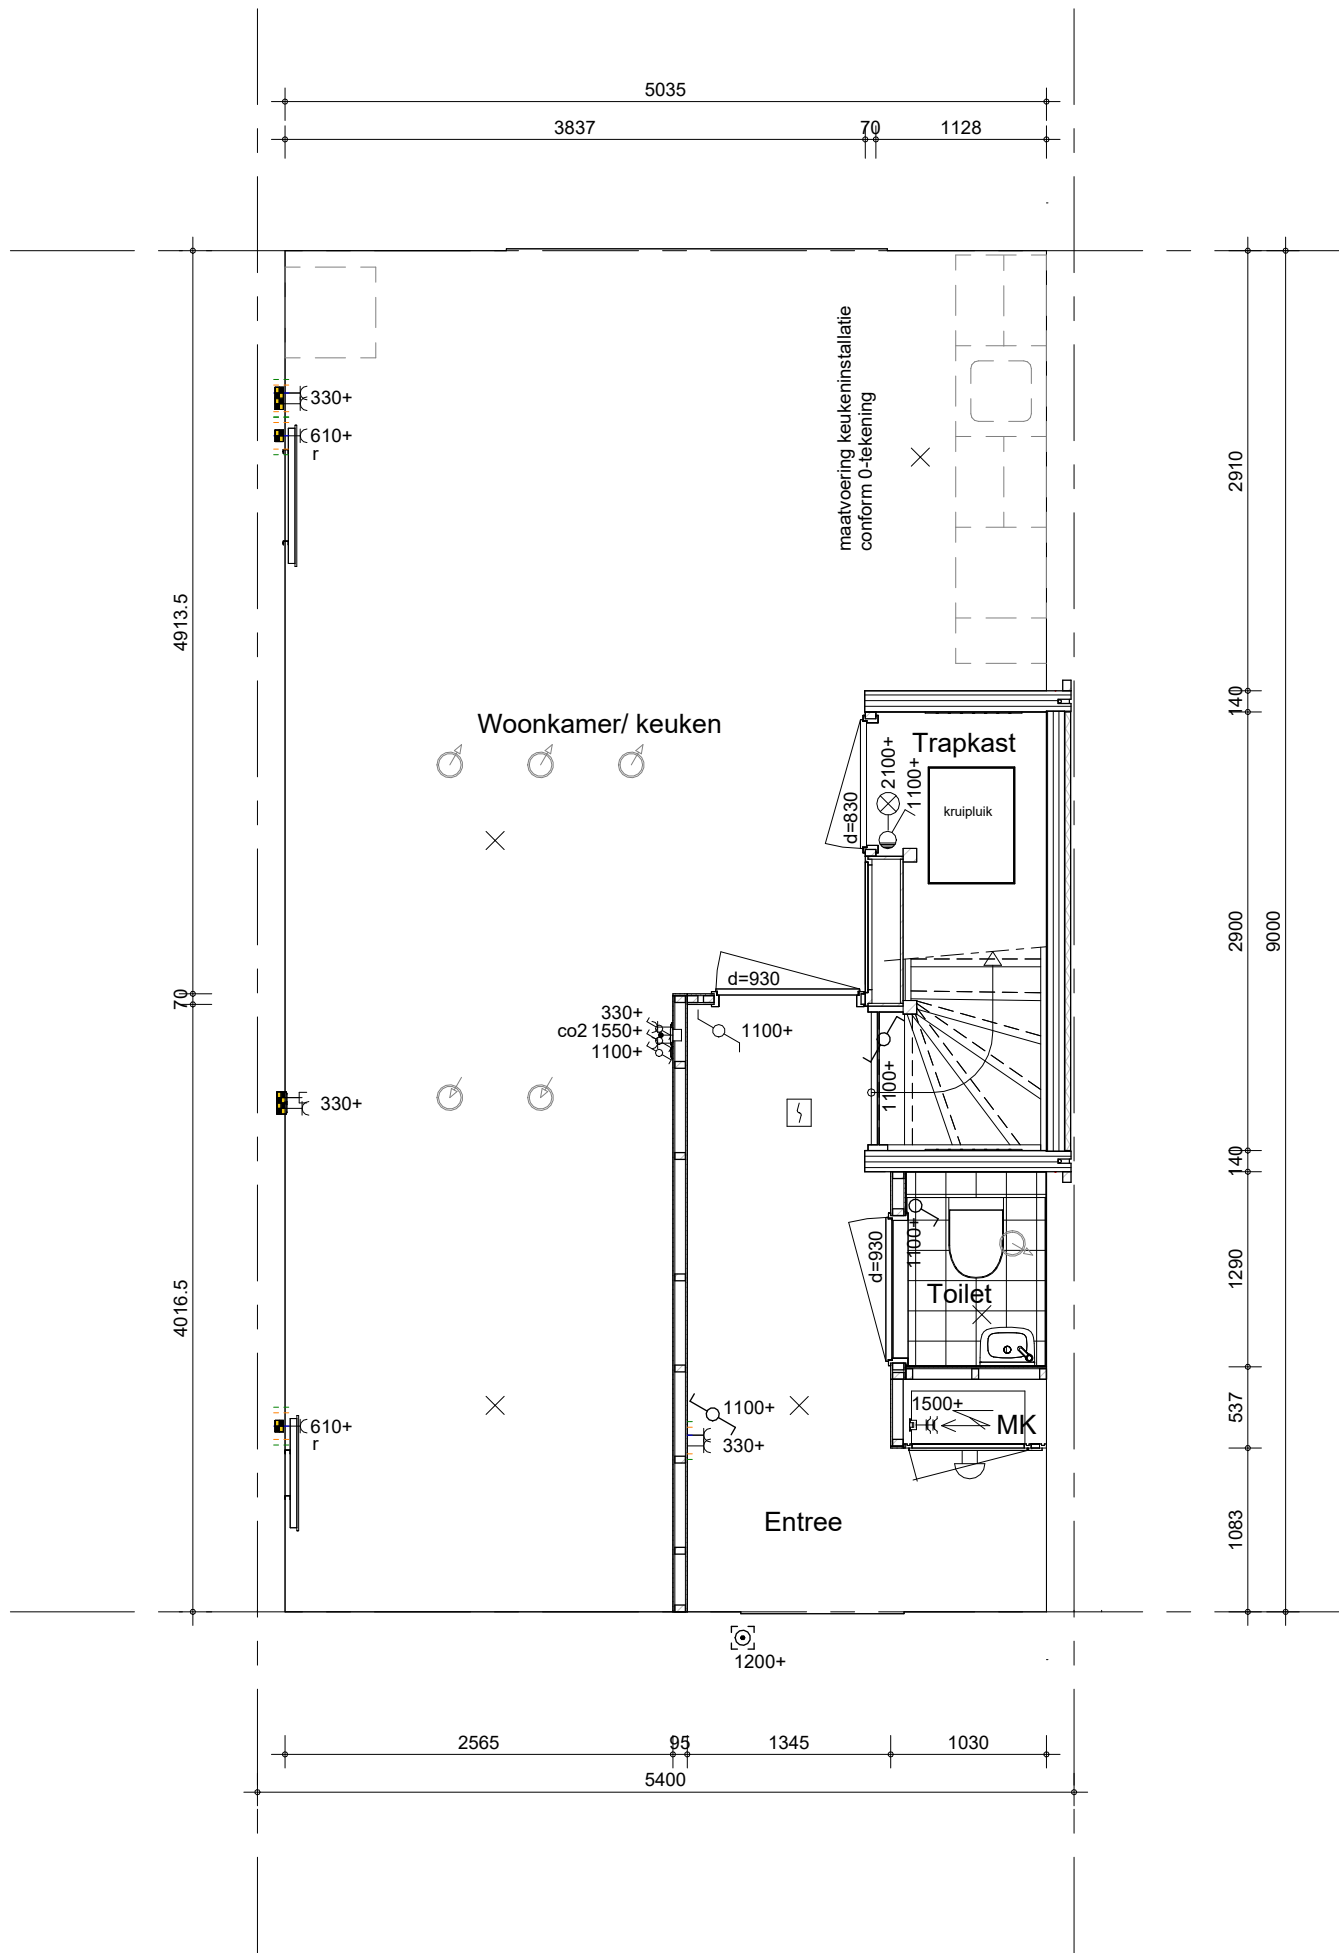 5035
3837
70
1128
330+
610+
r
maatvoering keukeninstallatie
conform 0-tekening
2910
4913.5
140
Woonkamer/ keuken
Trapkast
2100+
1100+
d=830
kruipluik
2900
9000
d=930
70
330+
co2 1550+
1100+
1100+
1100+
330+
140
1100+
d=930
Toilet
1290
4016.5
1100+
330+
1500+
MK
537
610+
r
Entree
1083
1200+
2565
95
1345
1030
5400